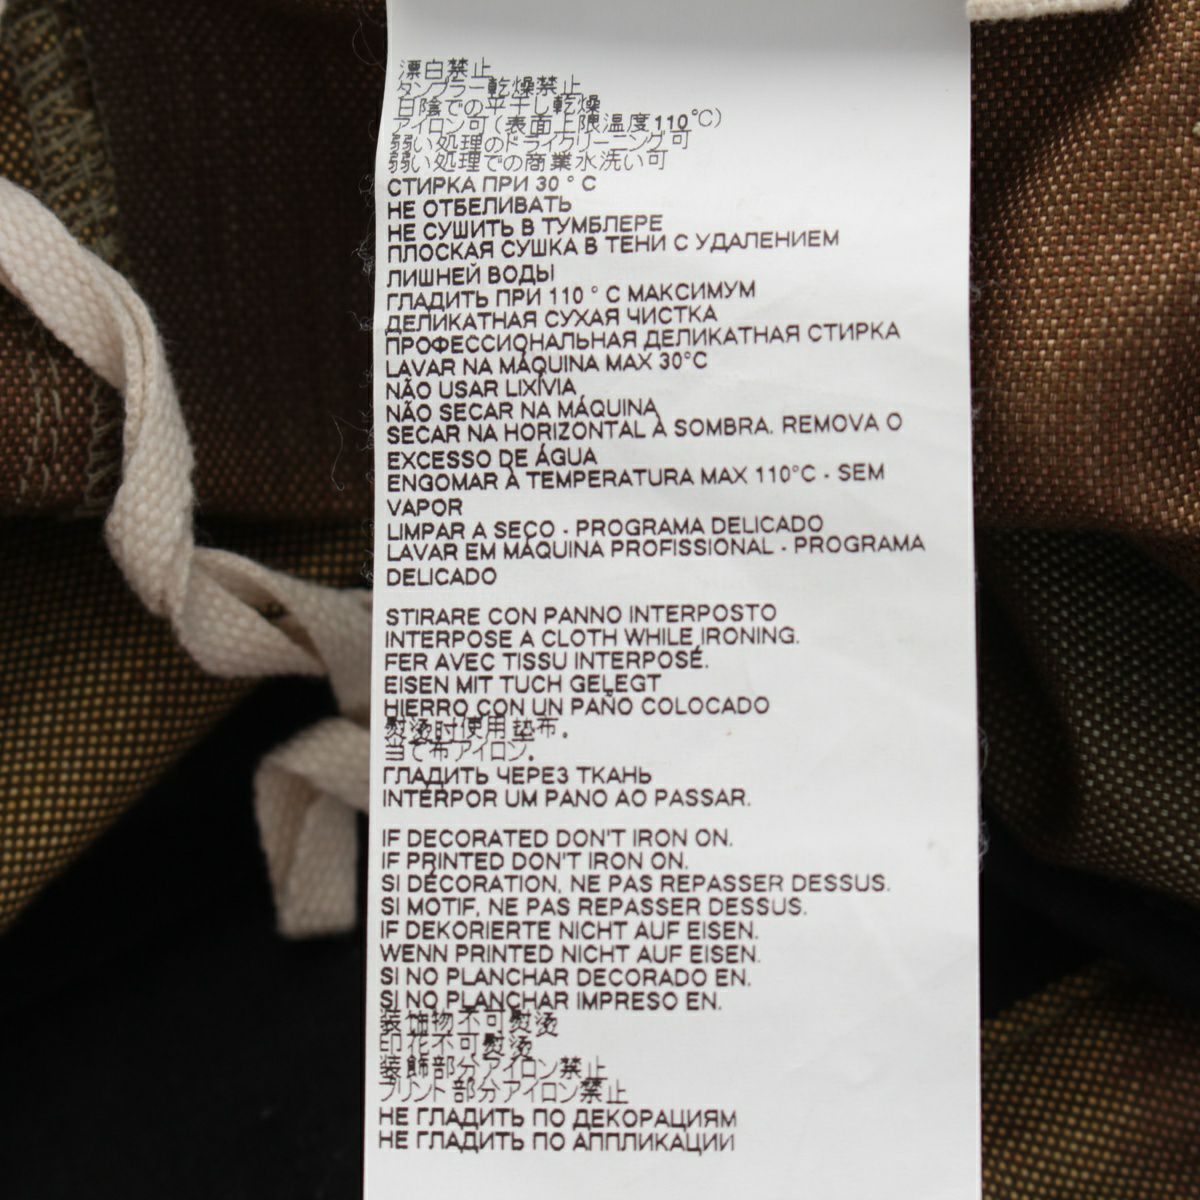 漂白禁止
タンブラー乾燥禁止
日陰での平干し乾燥
アイロン可(表面上限温度110℃)
弱い処理のドライクリーニング可
弱い処理での商業水洗い可
СТИРКА ПРИ 30 ° С
НЕ ОТБЕЛИВАТЬ
НЕ СУШИТЬ В ТУМБЛЕРЕ
ПЛОСКАЯ СУШКА В ТЕНИ С УДАЛЕНИЕМ
ЛИШНЕЙ ВОДЫ
ГЛАДИТЬ ПРИ 110 ° С МАКСИМУМ
ДЕЛИКАТНАЯ СУХАЯ ЧИСТКА
ПРОФЕССИОНАЛЬНАЯ ДЕЛИКАТНАЯ СТИРКА
LAVAR NA MÁQUINA MAX 30°C
NÃO USAR LIXÍVIA
NÃO SECAR NA MÁQUINA
SECAR NA HORIZONTAL À SOMBRA. REMOVA O
EXCESSO DE ÁGUA
ENGOMAR À TEMPERATURA MAX 110°C - SEM
VAPOR
LIMPAR A SECO - PROGRAMA DELICADO
LAVAR EM MÁQUINA PROFISSIONAL - PROGRAMA
DELICADO
STIRARE CON PANNO INTERPOSTO
INTERPOSE A CLOTH WHILE IRONING.
FER AVEC TISSU INTERPOSÉ.
EISEN MIT TUCH GELEGT
HIERRO CON UN PAÑO COLOCADO
熨烫时使用垫布。
当て布アイロン。
ГЛАДИТЬ ЧЕРЕЗ ТКАНЬ
INTERPOR UM PANO AO PASSAR.
IF DECORATED DON'T IRON ON.
IF PRINTED DON'T IRON ON.
SI DÉCORATION, NE PAS REPASSER DESSUS.
SI MOTIF, NE PAS REPASSER DESSUS.
IF DEKORIERTE NICHT AUF EISEN.
WENN PRINTED NICHT AUF EISEN.
SI NO PLANCHAR DECORADO EN.
SI NO PLANCHAR IMPRESO EN.
装饰物不可熨烫
印花不可熨烫
装飾部分アイロン禁止
プリント部分アイロン禁止
НЕ ГЛАДИТЬ ПО ДЕКОРАЦИЯМ
НЕ ГЛАДИТЬ ПО АППЛИКАЦИИ